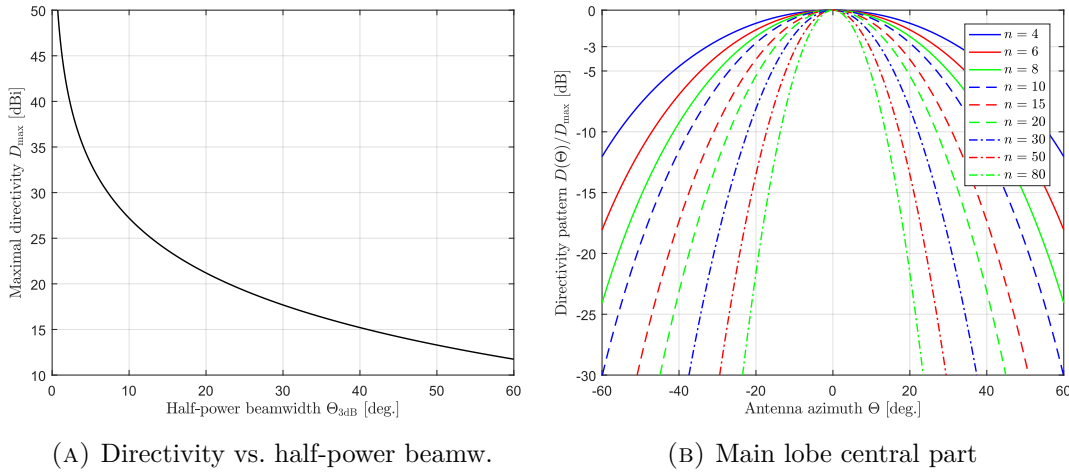 50
45
40
35
30
25
20
15
10
0
10
20
30
40
50
60
Maximal directivity D_max [dBi]
Half-power beamwidth Θ_3dB [deg.]
(A) Directivity vs. half-power beamw.
0
-3
-5
-10
-15
-20
-25
-30
-60
-40
-20
0
20
40
60
Directivity pattern D(Θ)/D_max [dB]
Antenna azimuth Θ [deg.]
n = 4
n = 6
n = 8
n = 10
n = 15
n = 20
n = 30
n = 50
n = 80
(B) Main lobe central part